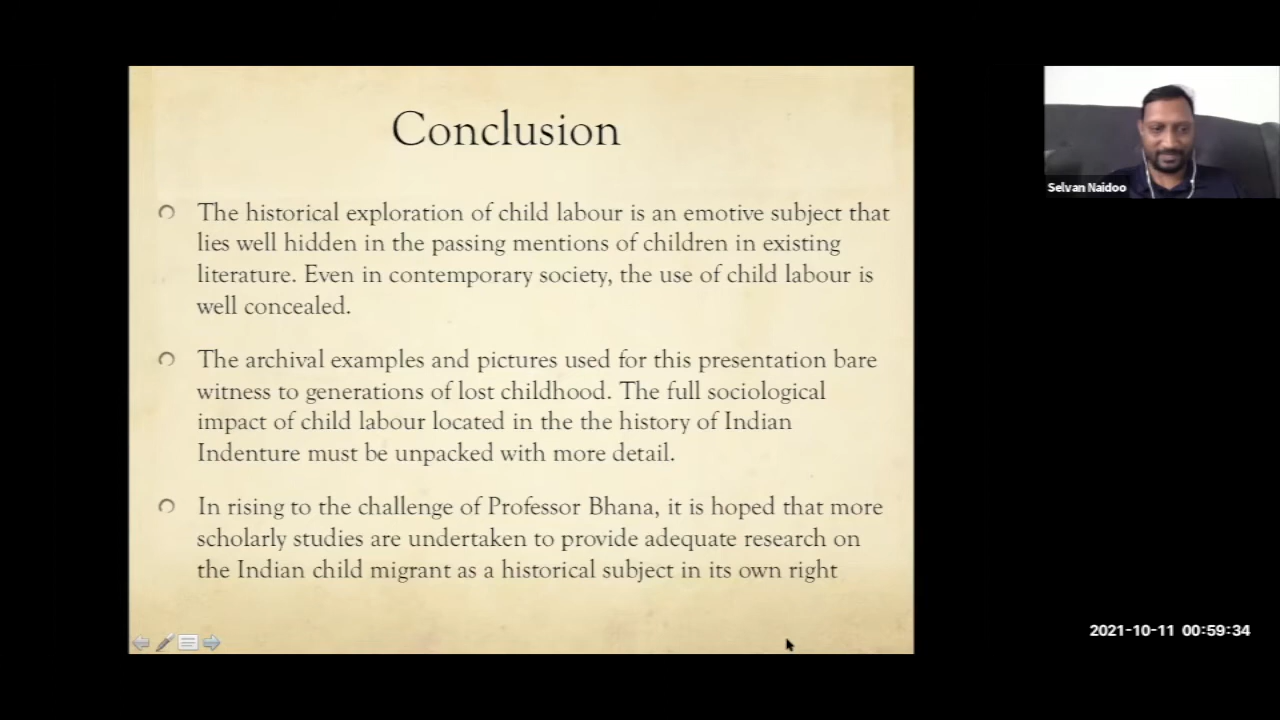 Conclusion
The historical exploration of child labour is an emotive subject that
lies well hidden in the passing mentions of children in existing
literature. Even in contemporary society, the use of child labour is
well concealed.
The archival examples and pictures used for this presentation bare
witness to generations of lost childhood. The full sociological
impact of child labour located in the the history of Indian
Indenture must be unpacked with more detail.
In rising to the challenge of Professor Bhana, it is hoped that more
scholarly studies are undertaken to provide adequate research on
the Indian child migrant as a historical subject in its own right
Selvan Naidoo
2021-10-11 00:59:34